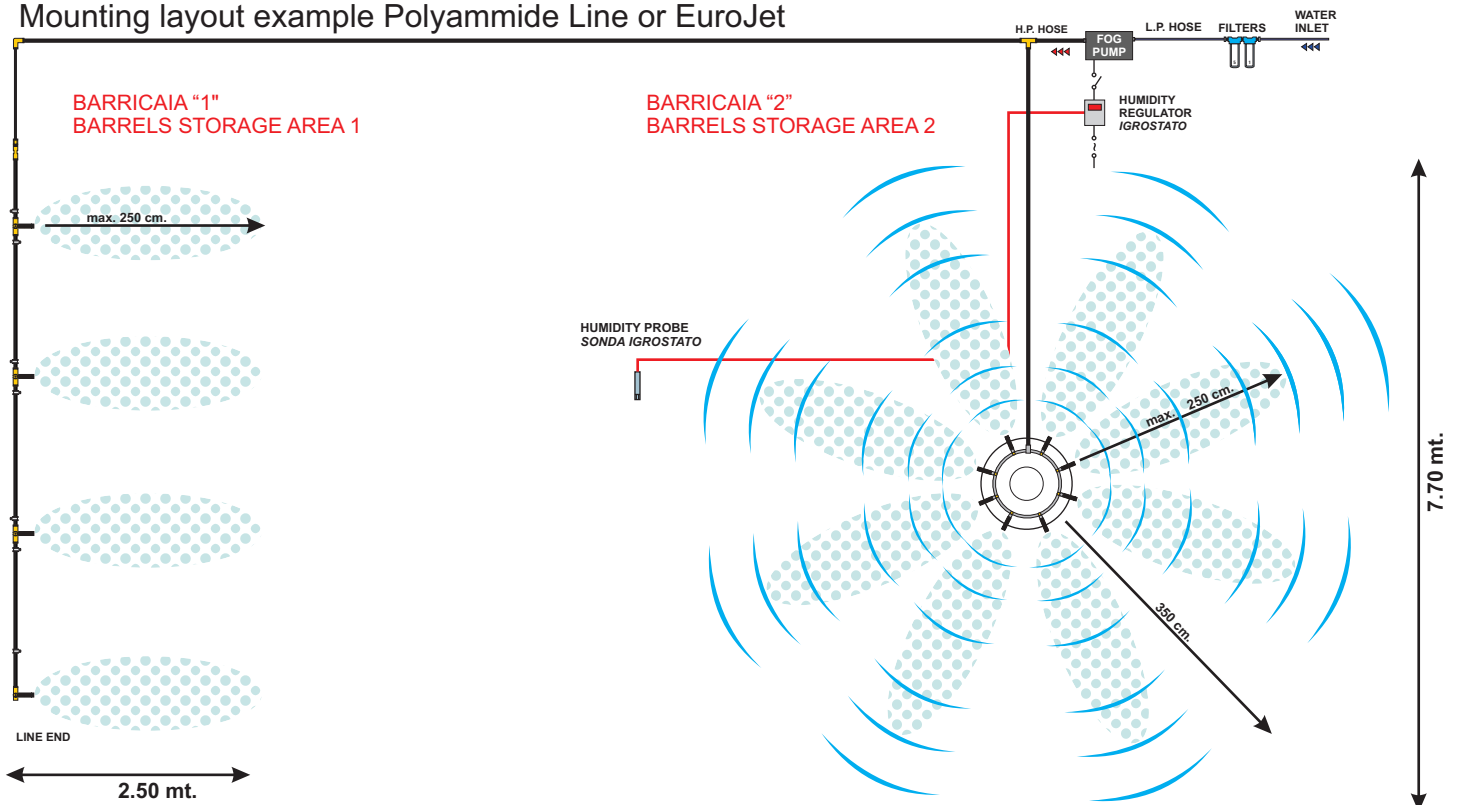 Mounting layout example Polyammide Line or EuroJet
H.P. HOSE
FOG
PUMP
L.P. HOSE
FILTERS
WATER
INLET
BARRICAIA “1"
BARRELS STORAGE AREA 1
BARRICAIA “2”
BARRELS STORAGE AREA 2
HUMIDITY
REGULATOR
IGROSTATO
max. 250 cm.
HUMIDITY PROBE
SONDA IGROSTATO
max. 250 cm.
350 cm.
7.70 mt.
LINE END
2.50 mt.